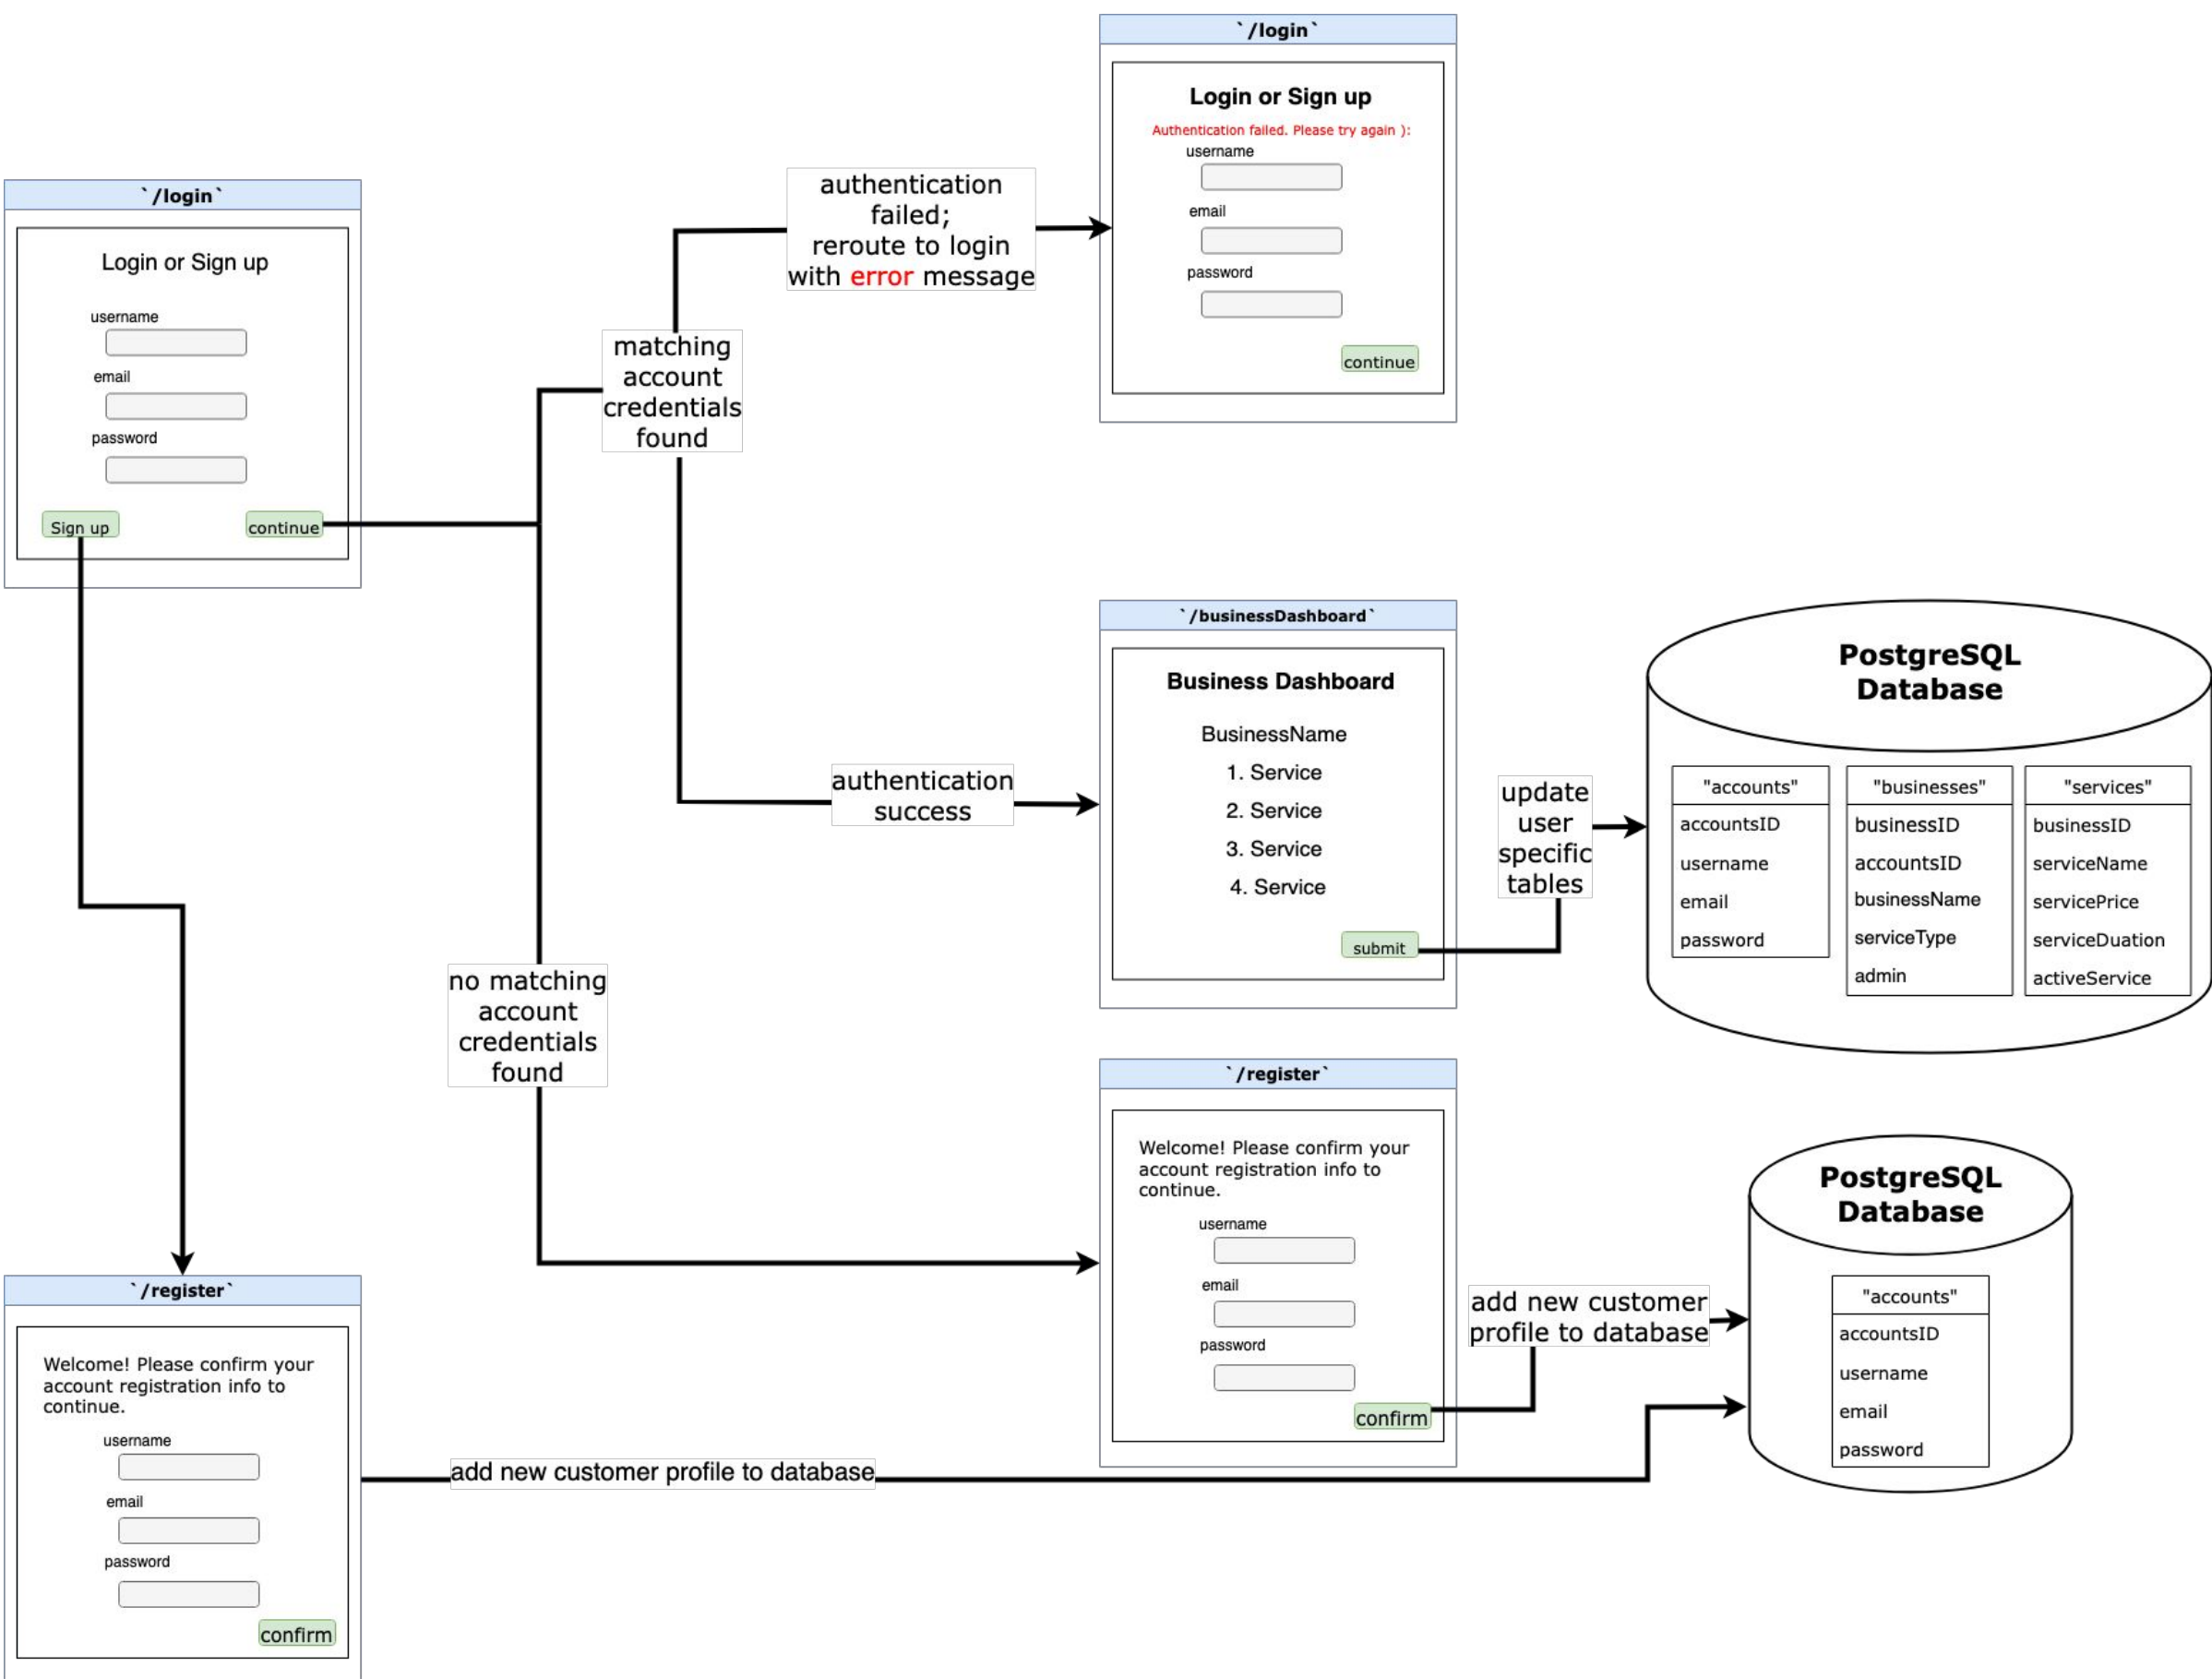 `/login`
Login or Sign up
Authentication failed. Please try again ):
username
email
password
continue
`/login`
Login or Sign up
username
email
password
Sign up
continue
authentication
failed;
reroute to login
with error message
matching
account
credentials
found
authentication
success
no matching
account
credentials
found
`/businessDashboard`
Business Dashboard
BusinessName
1. Service
2. Service
3. Service
4. Service
submit
update
user
specific
tables
PostgreSQL
Database
"accounts"
accountsID
username
email
password
"businesses"
businessID
accountsID
businessName
serviceType
admin
"services"
businessID
serviceName
servicePrice
serviceDuation
activeService
`/register`
Welcome! Please confirm your
account registration info to
continue.
username
email
password
confirm
add new customer
profile to database
PostgreSQL
Database
"accounts"
accountsID
username
email
password
`/register`
Welcome! Please confirm your
account registration info to
continue.
username
email
password
confirm
add new customer profile to database